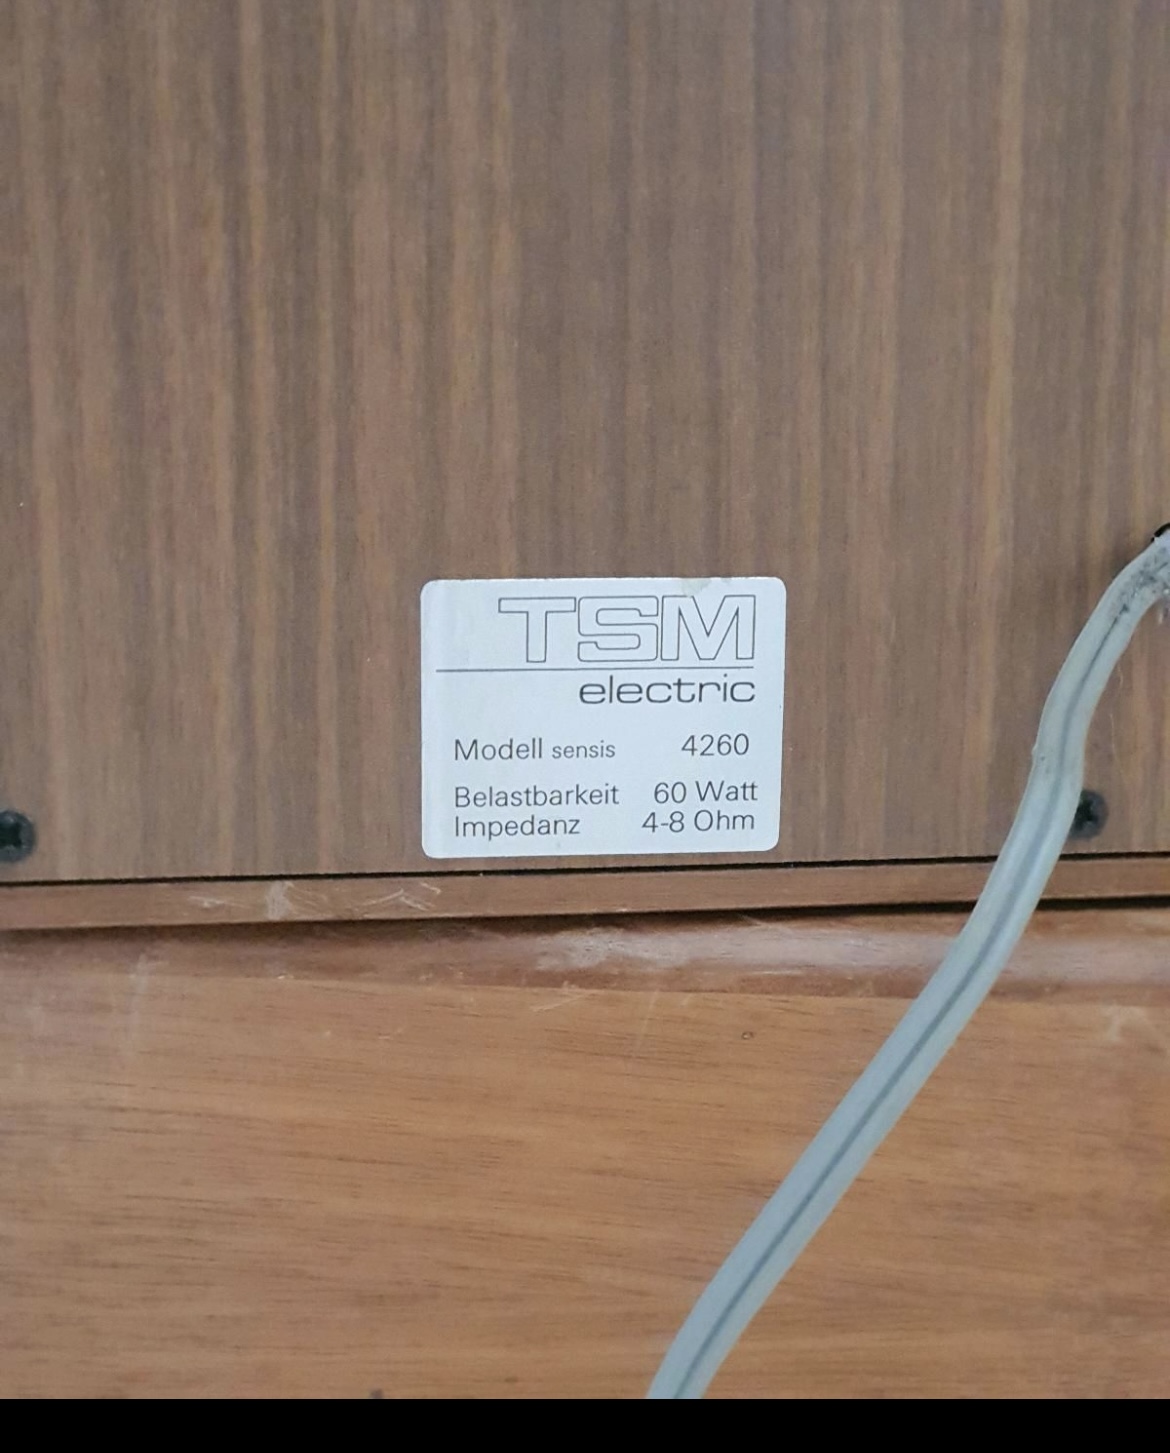 TSM
electric
Modell sensis 4260
Belastbarkeit 60 Watt
Impedanz 4-8 Ohm